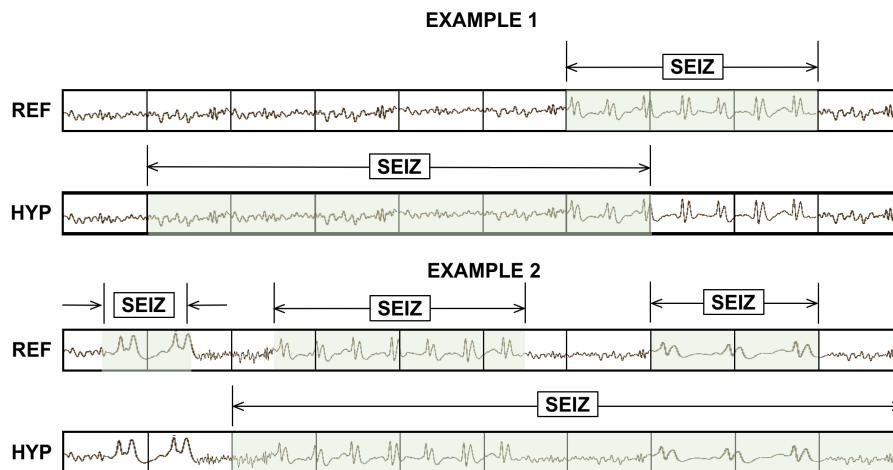 EXAMPLE 1
SEIZ
REF
SEIZ
HYP
EXAMPLE 2
SEIZ SEIZ SEIZ
REF
SEIZ
HYP